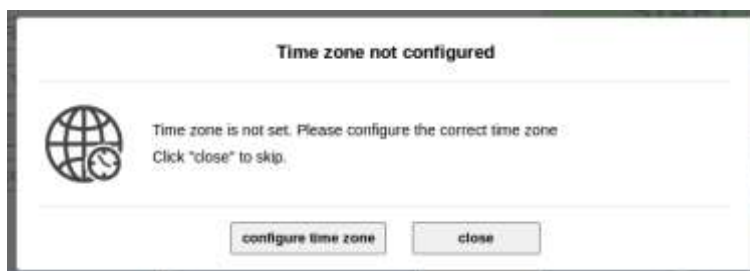 Time zone not configured
Time zone is not set. Please configure the correct time zone
Click "close" to skip.
configure time zone
close